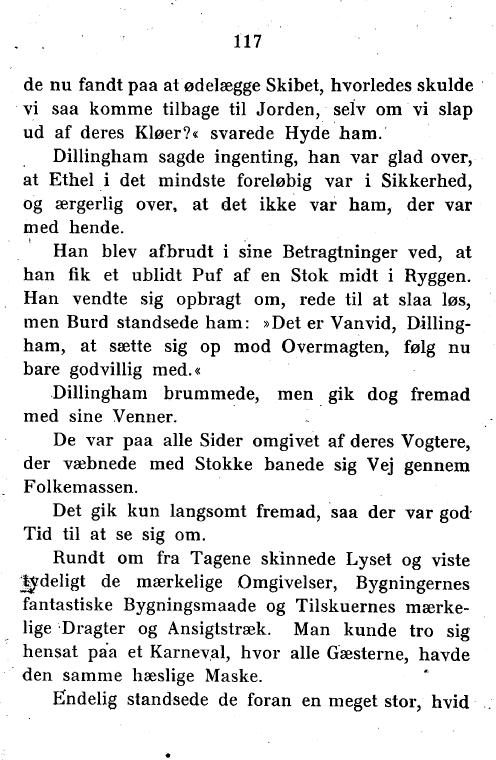 117
de nu fandt paa at ødelægge Skibet, hvorledes skulde
vi saa komme tilbage til Jorden, selv om vi slap
ud af deres Kløer?« svarede Hyde ham.
Dillingham sagde ingenting, han var glad over,
at Ethel i det mindste foreløbig var i Sikkerhed,
og ærgerlig over, at det ikke var ham, der var
med hende.
Han blev afbrudt i sine Betragtninger ved, at
han fik et ublidt Puf af en Stok midt i Ryggen.
Han vendte sig opbragt om, rede til at slaa løs,
men Burd standsede ham: »Det er Vanvid, Dilling-
ham, at sætte sig op mod Overmagten, følg nu
bare godvillig med.«
Dillingham brummede, men gik dog fremad
med sine Venner.
De var paa alle Sider omgivet af deres Vogtere,
der væbnede med Stokke banede sig Vej gennem
Folkemassen.
Det gik kun langsomt fremad, saa der var god
Tid til at se sig om.
Rundt om fra Tagene skinnede Lyset og viste
tydeligt de mærkelige Omgivelser, Bygningernes
fantastiske Bygningsmaade og Tilskuernes mærke-
lige Dragter og Ansigtstræk. Man kunde tro sig
hensat paa et Karneval, hvor alle Gæsterne, havde
den samme hæslige Maske.
Endelig standsede de foran en meget stor, hvid